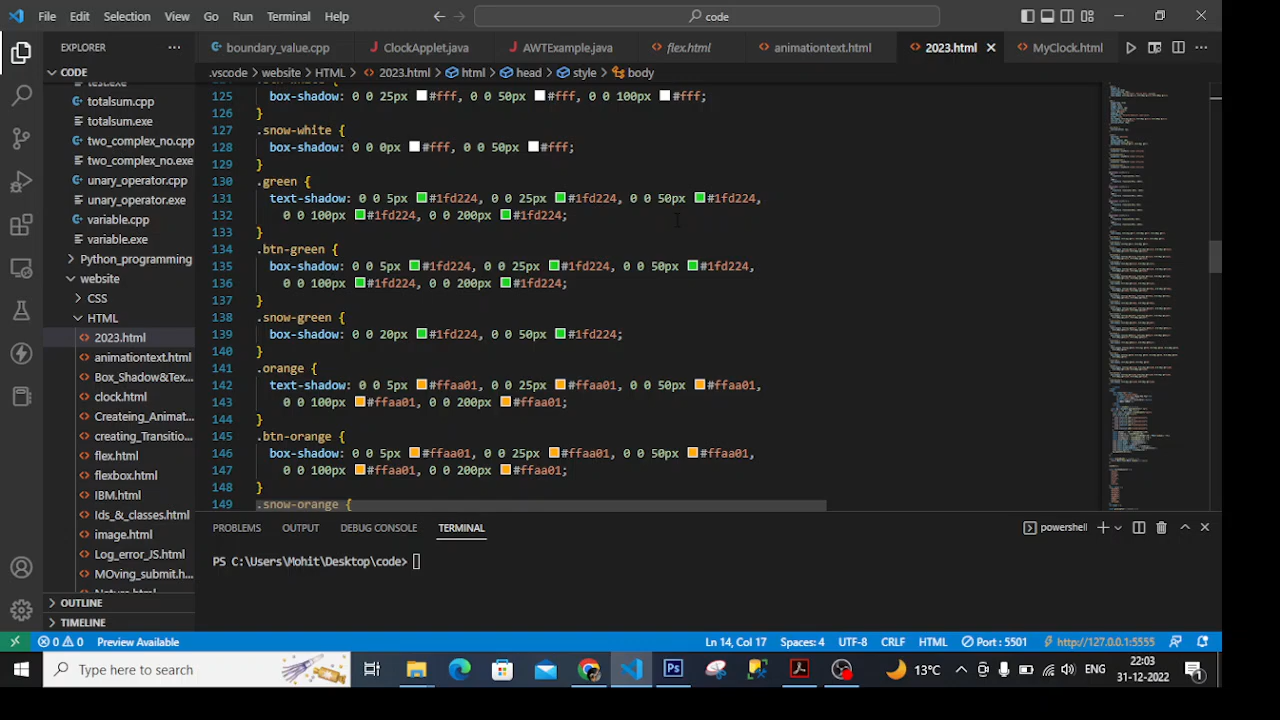 File Edit Selection View Go Run Terminal Help code
EXPLORER boundary_value.cpp ClockApplet.java AWTExample.java flex.html animationtext.html 2023.html MyClock.html
CODE .vscode > website > HTML > 2023.html > html > head > style > body
totalsum.cpp
totalsum.exe
two_complex_no.cpp
two_complex_no.exe
unary_operator.cpp
unary_operator.exe
variable.cpp
variable.exe
Python_programming
website
CSS
HTML
2023.html
animationtext.html
Box_Shadow&Tex...
clock.html
Createing_Animat...
creating_Transitio...
flex.html
flexbox.html
IBM.html
Ids_&_classes.html
image.html
Log_error_JS.html
MOving_submit.h...
OUTLINE
TIMELINE
125 box-shadow: 0 0 25px #fff, 0 0 50px #fff, 0 0 100px #fff;
126 }
127 .snow-white {
128 box-shadow: 0 0 0px #fff, 0 0 50px #fff;
129 }
130 .green {
131 text-shadow: 0 0 5px #1fd224, 0 0 25px #1fd224, 0 0 50px #1fd224,
132 0 0 100px #1fd224, 0 0 200px #1fd224;
133 }
134 .btn-green {
135 box-shadow: 0 0 5px #1fd224, 0 0 25px #1fd224, 0 0 50px #1fd224,
136 0 0 100px #1fd224, 0 0 200px #1fd224;
137 }
138 .snow-green {
139 box-shadow: 0 0 20px #1fd224, 0 0 50px #1fd224;
140 }
141 .orange {
142 text-shadow: 0 0 5px #ffaa01, 0 0 25px #ffaa01, 0 0 50px #ffaa01,
143 0 0 100px #ffaa01, 0 0 200px #ffaa01;
144 }
145 .btn-orange {
146 box-shadow: 0 0 5px #ffaa01, 0 0 25px #ffaa01, 0 0 50px #ffaa01,
147 0 0 100px #ffaa01, 0 0 200px #ffaa01;
148 }
149 .snow-orange {
PROBLEMS OUTPUT DEBUG CONSOLE TERMINAL powershell
PS C:\Users\Mohit\Desktop\code>
0 0 Preview Available Ln 14, Col 17 Spaces: 4 UTF-8 CRLF HTML Port : 5501 http://127.0.0.1:5555
Type here to search Ps 13°C ENG 22:03
31-12-2022 1